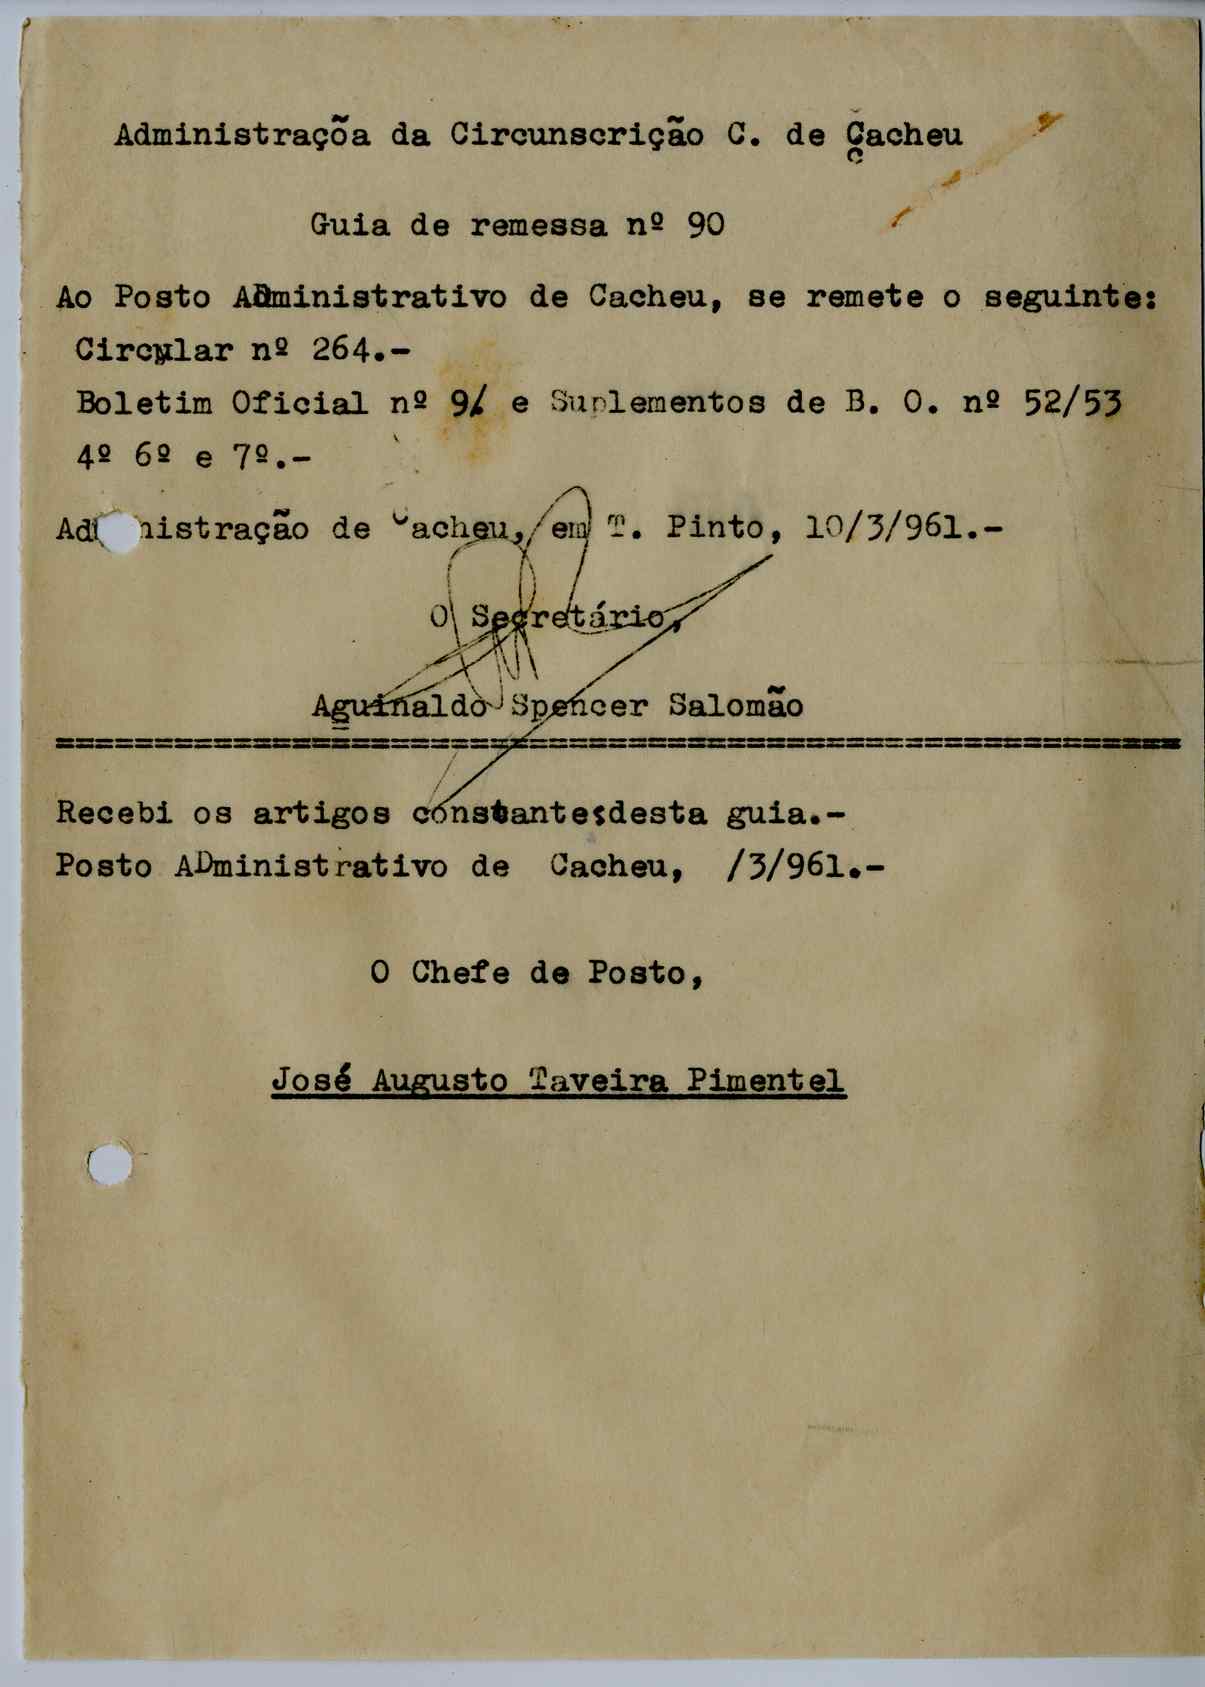 Administraçõa da Circunscrição C. de Cacheu
Guia de remessa nº 90
Ao Posto Administrativo de Cacheu, se remete o seguinte:
Circular nº 264.-
Boletim Oficial nº 9/ e Suplementos de B. O. nº 52/53
4º 6º e 7º.-
Administração de Cacheu, em T. Pinto, 10/3/961.-
O Secretário,
Aguinaldo Spencer Salomão
Recebi os artigos constantes desta guia.-
Posto ADministrativo de Cacheu, /3/961.-
O Chefe de Posto,
José Augusto Taveira Pimentel